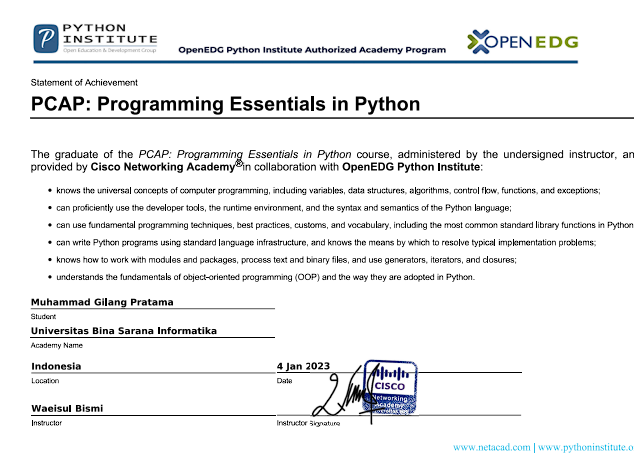 PYTHON
INSTITUTE
Open Education & Development Group
OpenEDG Python Institute Authorized Academy Program
OPENEDG
Statement of Achievement
PCAP: Programming Essentials in Python
The graduate of the PCAP: Programming Essentials in Python course, administered by the undersigned instructor, an
provided by Cisco Networking Academy® in collaboration with OpenEDG Python Institute:
• knows the universal concepts of computer programming, including variables, data structures, algorithms, control flow, functions, and exceptions;
• can proficiently use the developer tools, the runtime environment, and the syntax and semantics of the Python language;
• can use fundamental programming techniques, best practices, customs, and vocabulary, including the most common standard library functions in Python
• can write Python programs using standard language infrastructure, and knows the means by which to resolve typical implementation problems;
• knows how to work with modules and packages, process text and binary files, and use generators, iterators, and closures;
• understands the fundamentals of object-oriented programming (OOP) and the way they are adopted in Python.
Muhammad Gilang Pratama
Student
Universitas Bina Sarana Informatika
Academy Name
Indonesia
Location
4 Jan 2023
Date
CISCO
Networking
Academy
Waeisul Bismi
Instructor
Instructor Signature
www.netacad.com | www.pythoninstitute.o